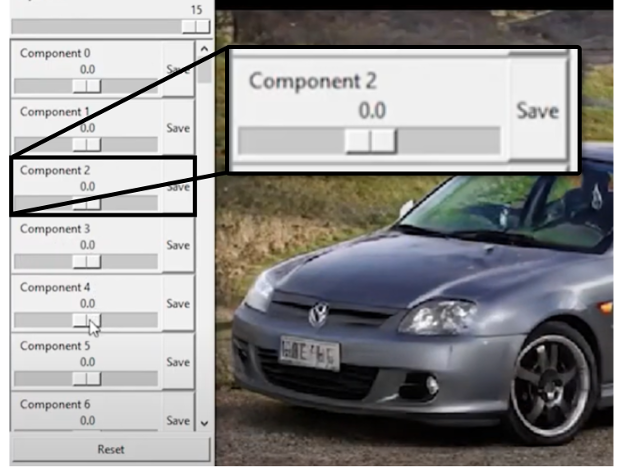 15
Component 0
0.0
Save
Component 1
0.0
Save
Component 2
0.0
Save
Component 2
0.0
Save
Component 3
0.0
Save
Component 4
0.0
Save
Component 5
0.0
Save
Component 6
0.0
Save
Reset